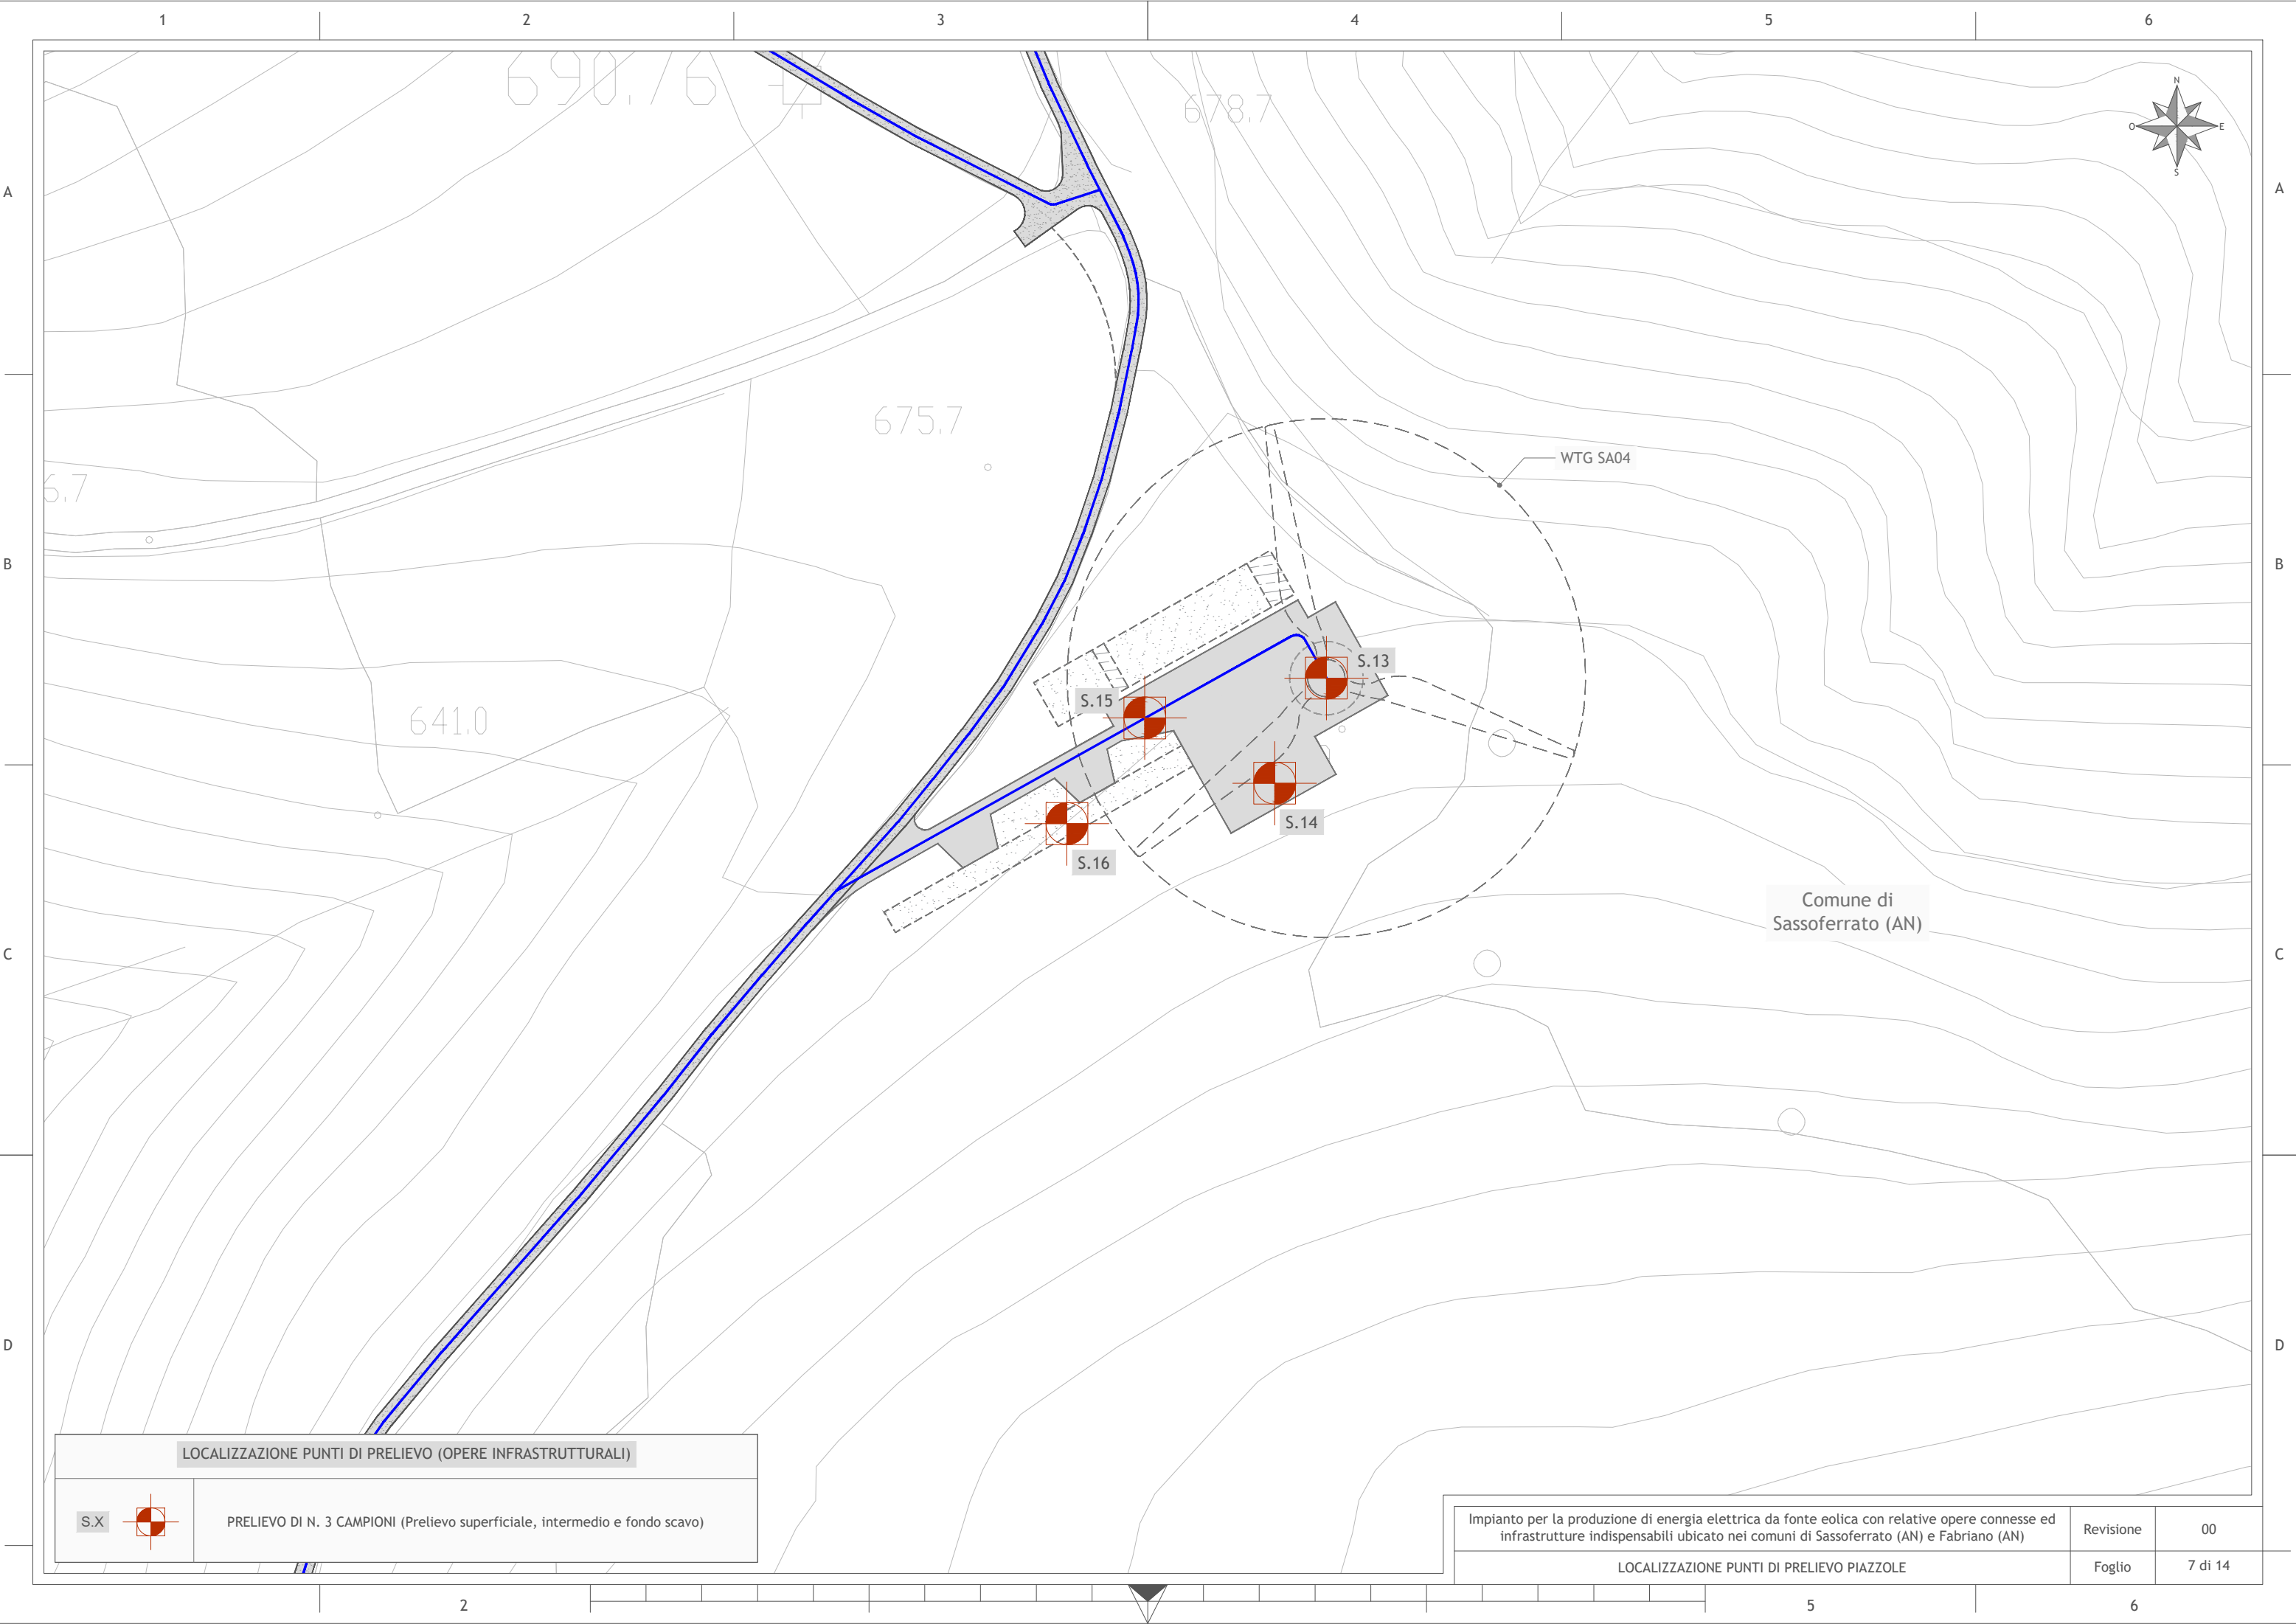 1 2 3 4 5 6
690.76
678.7
N
O E
S
A A
675.7
WTG SA04
6.7
B B
S.13
S.15
641.0
S.14
S.16
Comune di
Sassoferrato (AN)
C C
D D
LOCALIZZAZIONE PUNTI DI PRELIEVO (OPERE INFRASTRUTTURALI)
S.X PRELIEVO DI N. 3 CAMPIONI (Prelievo superficiale, intermedio e fondo scavo)
Impianto per la produzione di energia elettrica da fonte eolica con relative opere connesse ed
infrastrutture indispensabili ubicato nei comuni di Sassoferrato (AN) e Fabriano (AN)
Revisione 00
LOCALIZZAZIONE PUNTI DI PRELIEVO PIAZZOLE
Foglio 7 di 14
2 5 6